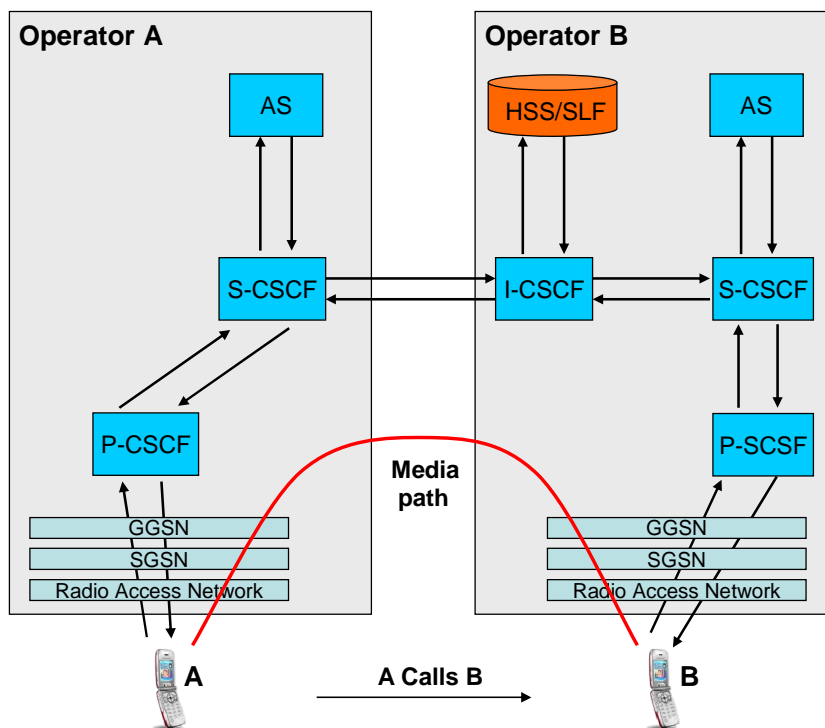 Operator A
Operator B
AS
HSS/SLF
AS
S-CSCF
I-CSCF
S-CSCF
P-CSCF
P-SCSF
Media
path
GGSN
SGSN
Radio Access Network
GGSN
SGSN
Radio Access Network
A
A Calls B
B